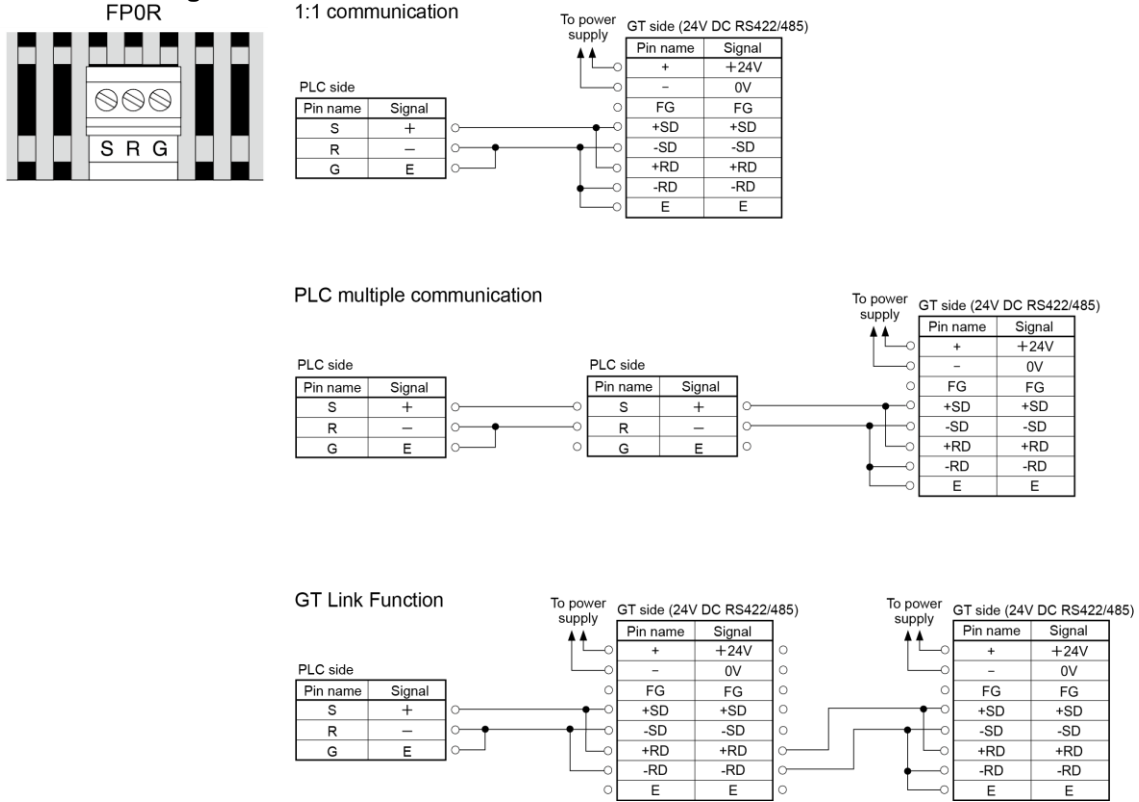 FP0R
S R G
1:1 communication
PLC side
Pin name Signal
S +
R −
G E
To power
supply
GT side (24V DC RS422/485)
Pin name Signal
+ +24V
− 0V
FG FG
+SD +SD
-SD -SD
+RD +RD
-RD -RD
E E
PLC multiple communication
PLC side
Pin name Signal
S +
R −
G E
PLC side
Pin name Signal
S +
R −
G E
To power
supply
GT side (24V DC RS422/485)
Pin name Signal
+ +24V
− 0V
FG FG
+SD +SD
-SD -SD
+RD +RD
-RD -RD
E E
GT Link Function
PLC side
Pin name Signal
S +
R −
G E
To power
supply
GT side (24V DC RS422/485)
Pin name Signal
+ +24V
− 0V
FG FG
+SD +SD
-SD -SD
+RD +RD
-RD -RD
E E
To power
supply
GT side (24V DC RS422/485)
Pin name Signal
+ +24V
− 0V
FG FG
+SD +SD
-SD -SD
+RD +RD
-RD -RD
E E